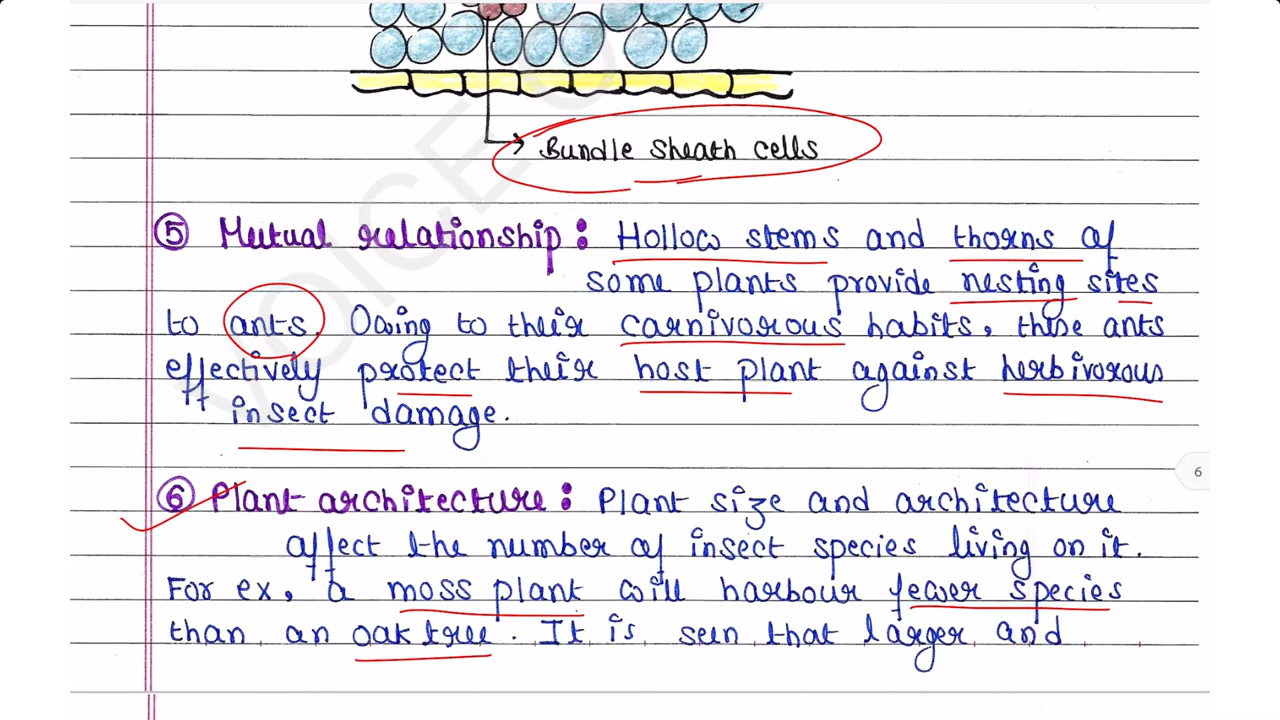 Bundle sheath cells
⑤ Mutual relationship: Hollow stems and thorns of
some plants provide nesting sites
to ants. Owing to their carnivorous habits, these ants
effectively protect their host plant against herbivorous
insect damage.
6
⑥ Plant architecture: Plant size and architecture
affect the number of insect species living on it.
For ex, a moss plant will harbour fewer species
than an oak tree. It is seen that larger and